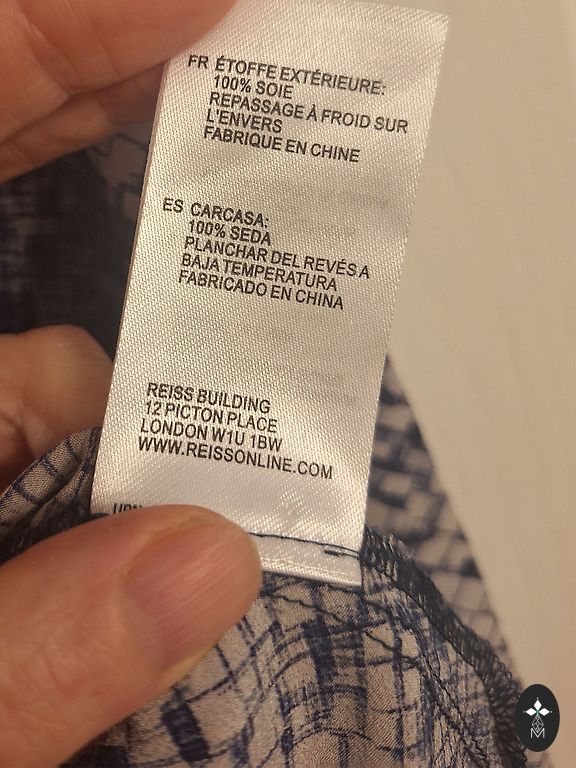 FR ÉTOFFE EXTÉRIEURE:
100% SOIE
REPASSAGE À FROID SUR
L'ENVERS
FABRIQUE EN CHINE
ES CARCASA:
100% SEDA
PLANCHAR DEL REVÉS A
BAJA TEMPERATURA
FABRICADO EN CHINA
REISS BUILDING
12 PICTON PLACE
LONDON W1U 1BW
WWW.REISSONLINE.COM